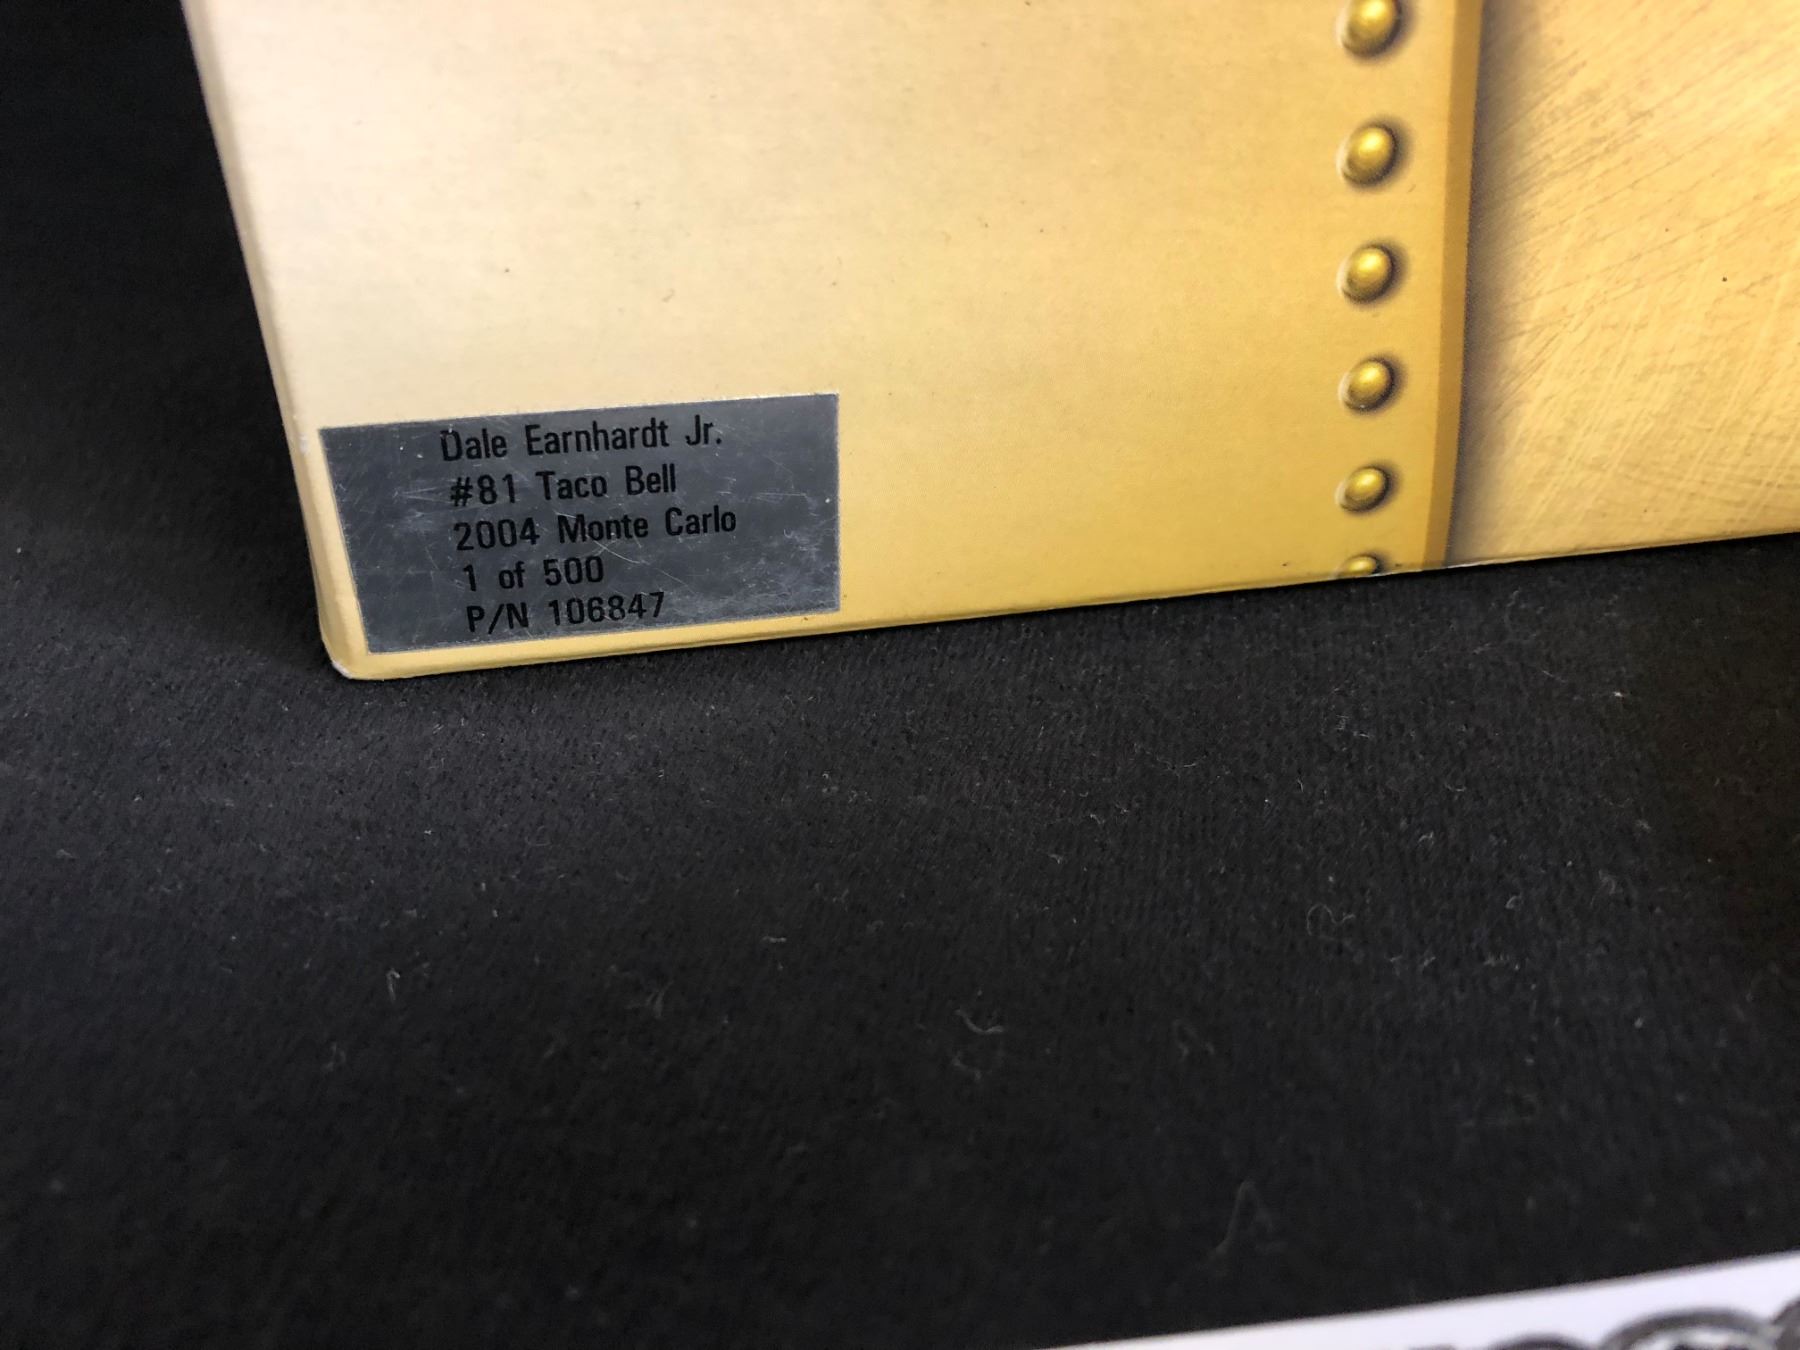 Dale Earnhardt Jr.
#81 Taco Bell
2004 Monte Carlo
1 of 500
P/N 106847